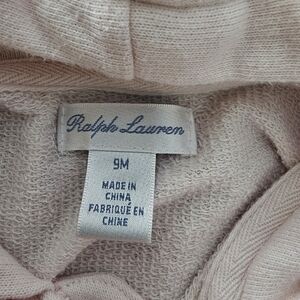 Ralph Lauren
9M
MADE IN
CHINA
FABRIQUÉ EN
CHINE